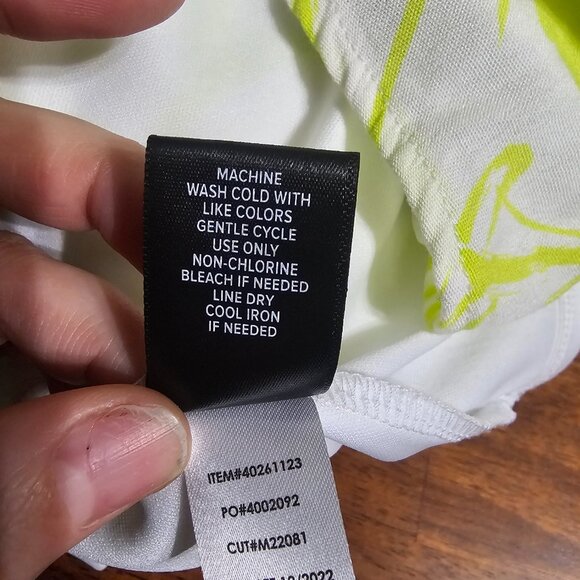 MACHINE
WASH COLD WITH
LIKE COLORS
GENTLE CYCLE
USE ONLY
NON-CHLORINE
BLEACH IF NEEDED
LINE DRY
COOL IRON
IF NEEDED
ITEM#40261123
PO#4002092
CUT#M22081